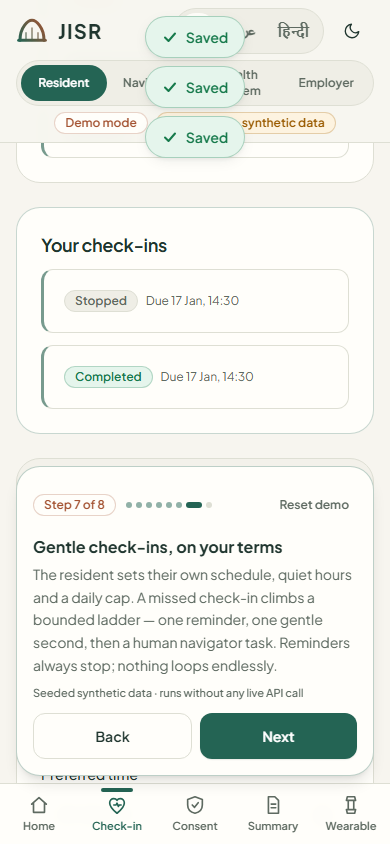 JISR
Saved
हिन्दी
Resident
Saved
Employer
Demo mode
synthetic data
Saved
Your check-ins
Stopped
Due 17 Jan, 14:30
Completed
Due 17 Jan, 14:30
Step 7 of 8
Reset demo
Gentle check-ins, on your terms
The resident sets their own schedule, quiet hours
and a daily cap. A missed check-in climbs a
bounded ladder — one reminder, one gentle
second, then a human navigator task. Reminders
always stop; nothing loops endlessly.
Seeded synthetic data · runs without any live API call
Back
Next
Preferred time
Home
Check-in
Consent
Summary
Wearable